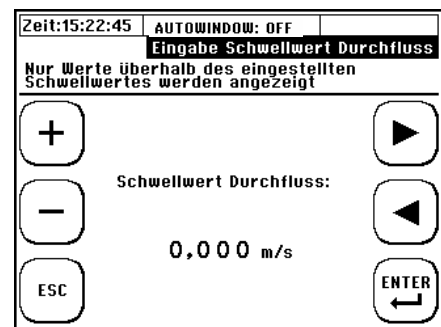 Zeit:15:22:45 AUTOWINDOW: OFF
Eingabe Schwellwert Durchfluss
Nur Werte überhalb des eingestellten
Schwellwertes werden angezeigt
+
Schwellwert Durchfluss:
−
0,000 m/s
ESC
ENTER